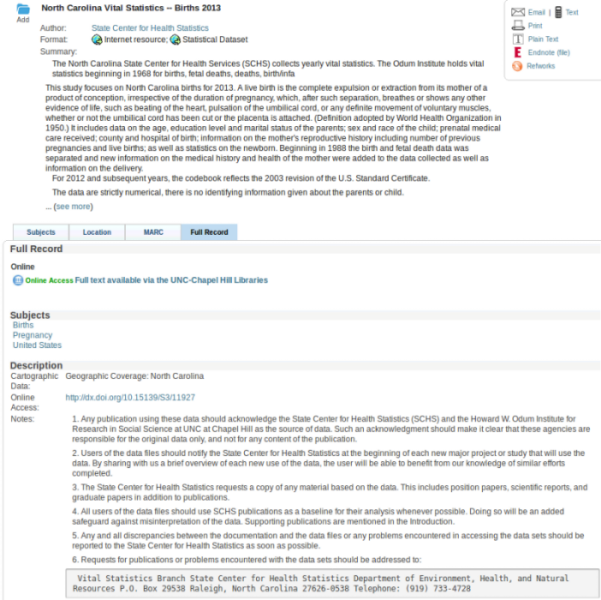 North Carolina Vital Statistics -- Births 2013
Add
Author: State Center for Health Statistics
Format: Internet resource; Statistical Dataset
Summary:
The North Carolina State Center for Health Services (SCHS) collects yearly vital statistics. The Odum Institute holds vital
statistics beginning in 1968 for births, fetal deaths, deaths, birth/infa
This study focuses on North Carolina births for 2013. A live birth is the complete expulsion or extraction from its mother of a
product of conception, irrespective of the duration of pregnancy, which, after such separation, breathes or shows any other
evidence of life, such as beating of the heart, pulsation of the umbilical cord, or any definite movement of voluntary muscles,
whether or not the umbilical cord has been cut or the placenta is attached. (Definition adopted by World Health Organization in
1950.) It includes data on the age, education level and marital status of the parents; sex and race of the child; prenatal medical
care received; county and hospital of birth; information on the mother's reproductive history including number of previous
pregnancies and live births; as well as statistics on the newborn. Beginning in 1988 the birth and fetal death data was
separated and new information on the medical history and health of the mother were added to the data collected as well as
information on the delivery.
For 2012 and subsequent years, the codebook reflects the 2003 revision of the U.S. Standard Certificate.
The data are strictly numerical, there is no identifying information given about the parents or child.
... (see more)
Email | Text
Print
Plain Text
Endnote (file)
Refworks
Subjects Location MARC Full Record
Full Record
Online
Online Access Full text available via the UNC-Chapel Hill Libraries
Subjects
Births
Pregnancy
United States
Description
Cartographic Data: Geographic Coverage: North Carolina
Online Access: http://dx.doi.org/10.15139/S3/11927
Notes:
1. Any publication using these data should acknowledge the State Center for Health Statistics (SCHS) and the Howard W. Odum Institute for
Research in Social Science at UNC at Chapel Hill as the source of data. Such an acknowledgment should make it clear that these agencies are
responsible for the original data only, and not for any content of the publication.
2. Users of the data files should notify the State Center for Health Statistics at the beginning of each new major project or study that will use the
data. By sharing with us a brief overview of each new use of the data, the user will be able to benefit from our knowledge of similar efforts
completed.
3. The State Center for Health Statistics requests a copy of any material based on the data. This includes position papers, scientific reports, and
graduate papers in addition to publications.
4. All users of the data files should use SCHS publications as a baseline for their analysis whenever possible. Doing so will be an added
safeguard against misinterpretation of the data. Supporting publications are mentioned in the Introduction.
5. Any and all discrepancies between the documentation and the data files or any problems encountered in accessing the data sets should be
reported to the State Center for Health Statistics as soon as possible.
6. Requests for publications or problems encountered with the data sets should be addressed to:
Vital Statistics Branch State Center for Health Statistics Department of Environment, Health, and Natural
Resources P.O. Box 29538 Raleigh, North Carolina 27626-0538 Telephone: (919) 733-4728